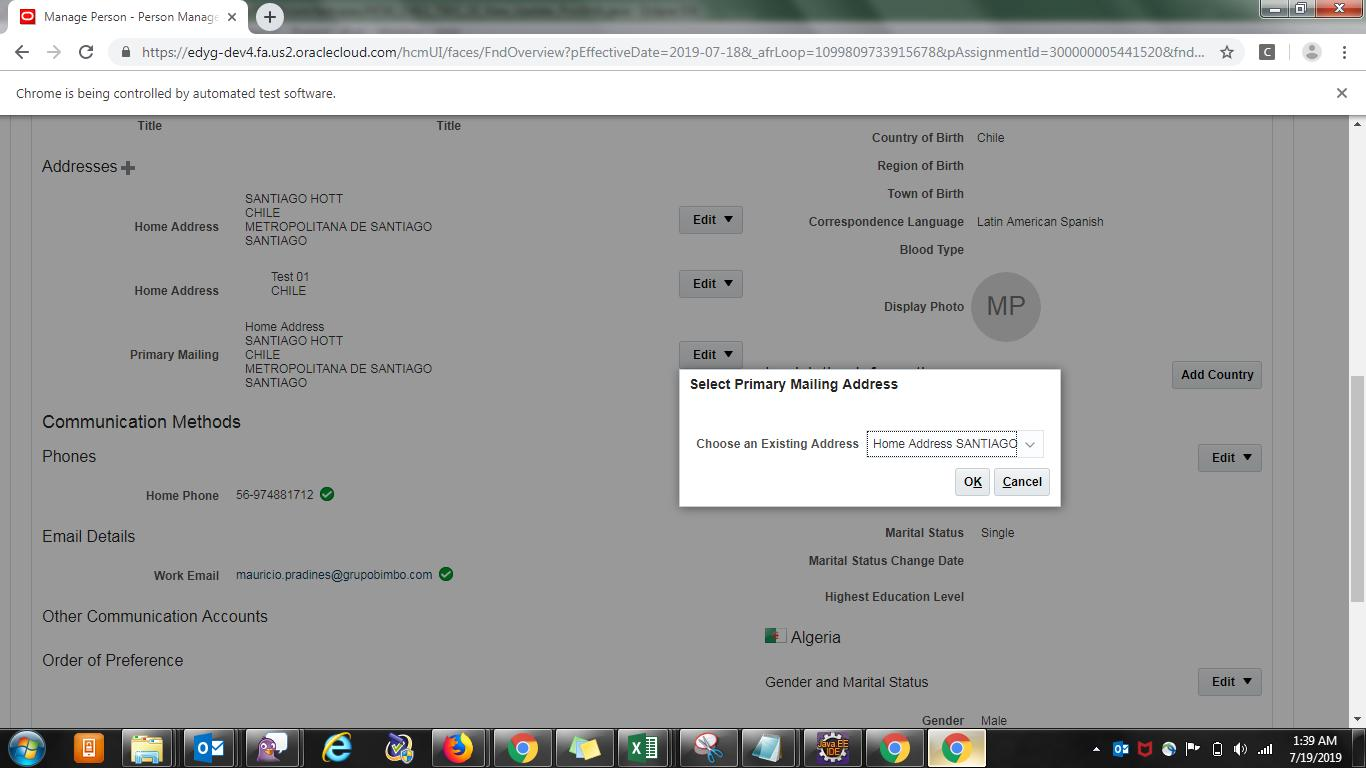 Manage Person - Person Manage
https://edyg-dev4.fa.us2.oraclecloud.com/hcmUI/faces/FndOverview?pEffectiveDate=2019-07-18&_afrLoop=1099809733915678&pAssignmentId=300000005441520&fnd...
C
Chrome is being controlled by automated test software.
Title
Title
Addresses
Home Address
SANTIAGO HOTT
CHILE
METROPOLITANA DE SANTIAGO
SANTIAGO
Edit
Home Address
Test 01
CHILE
Edit
Primary Mailing
Home Address
SANTIAGO HOTT
CHILE
METROPOLITANA DE SANTIAGO
SANTIAGO
Edit
Communication Methods
Phones
Home Phone 56-974881712
Email Details
Work Email mauricio.pradines@grupobimbo.com
Other Communication Accounts
Order of Preference
Country of Birth Chile
Region of Birth
Town of Birth
Correspondence Language Latin American Spanish
Blood Type
Display Photo MP
Add Country
Select Primary Mailing Address
Choose an Existing Address Home Address SANTIAGO
OK Cancel
Edit
Marital Status Single
Marital Status Change Date
Highest Education Level
Algeria
Gender and Marital Status
Edit
Gender Male
Java EE
IDE
1:39 AM
7/19/2019